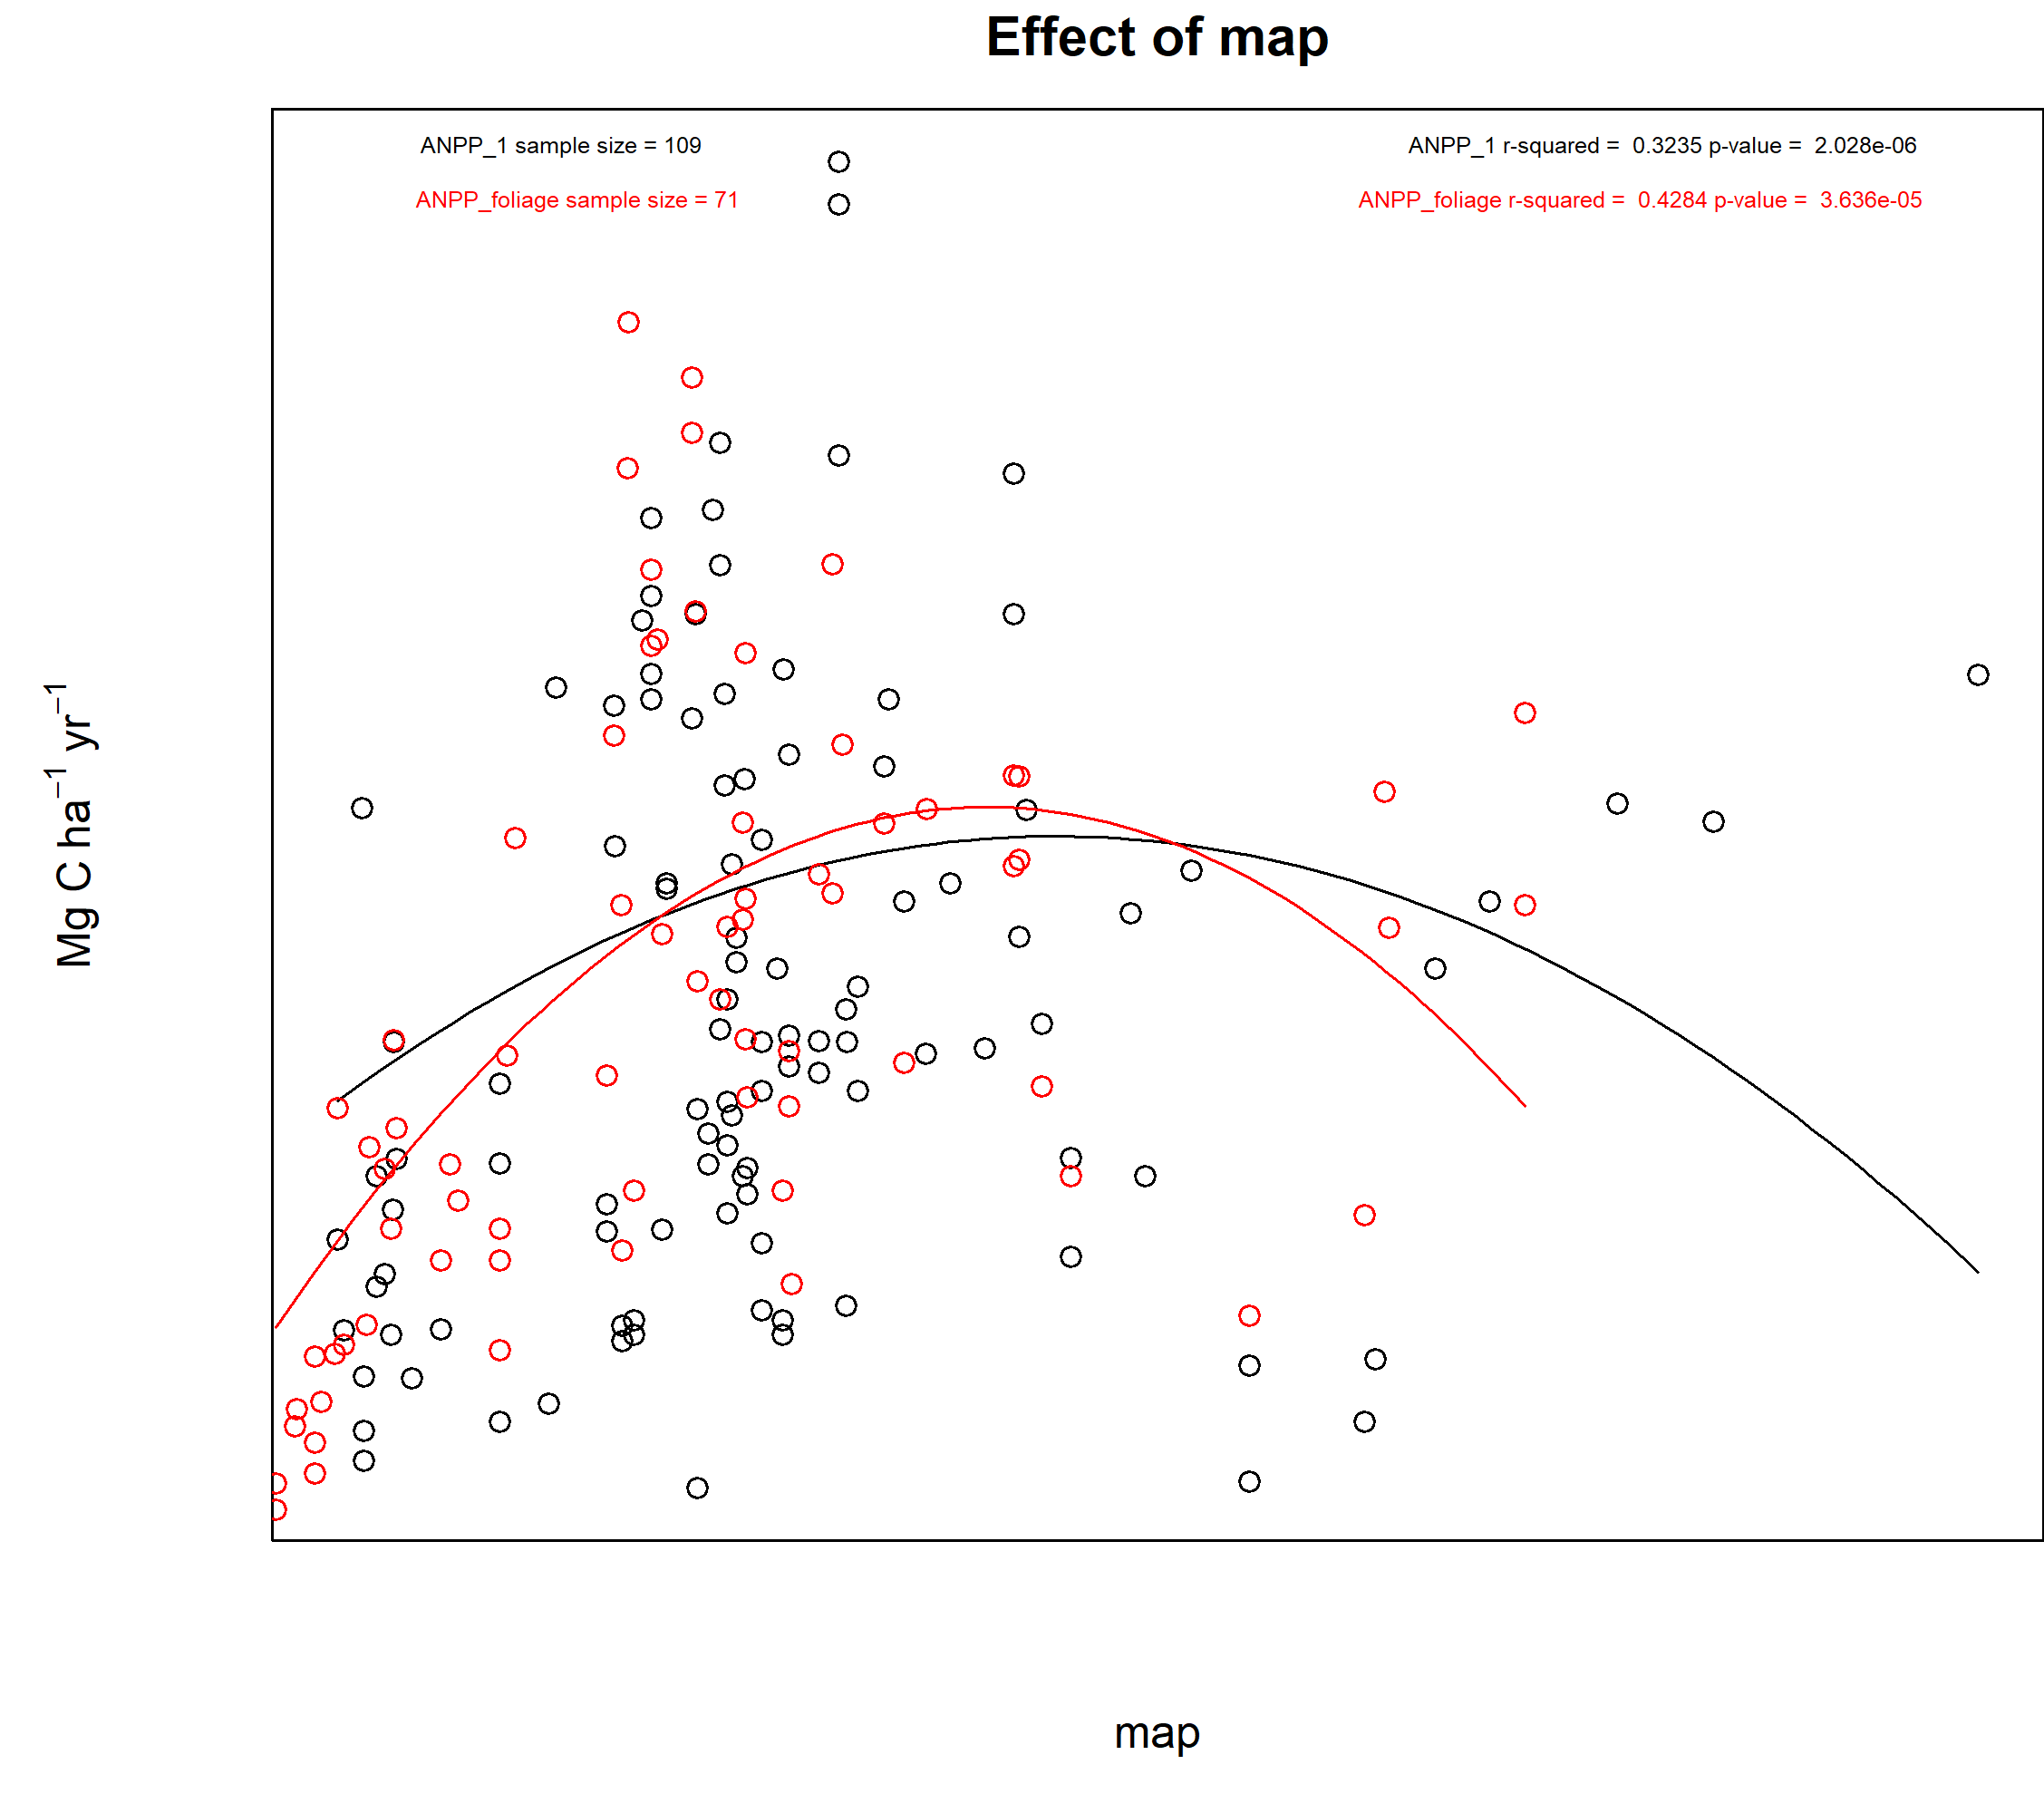 Effect of map
ANPP_1 sample size = 109
ANPP_1 r-squared =  0.3235 p-value =  2.028e-06
ANPP_foliage sample size = 71
ANPP_foliage r-squared =  0.4284 p-value =  3.636e-05
Mg C ha⁻¹ yr⁻¹
map